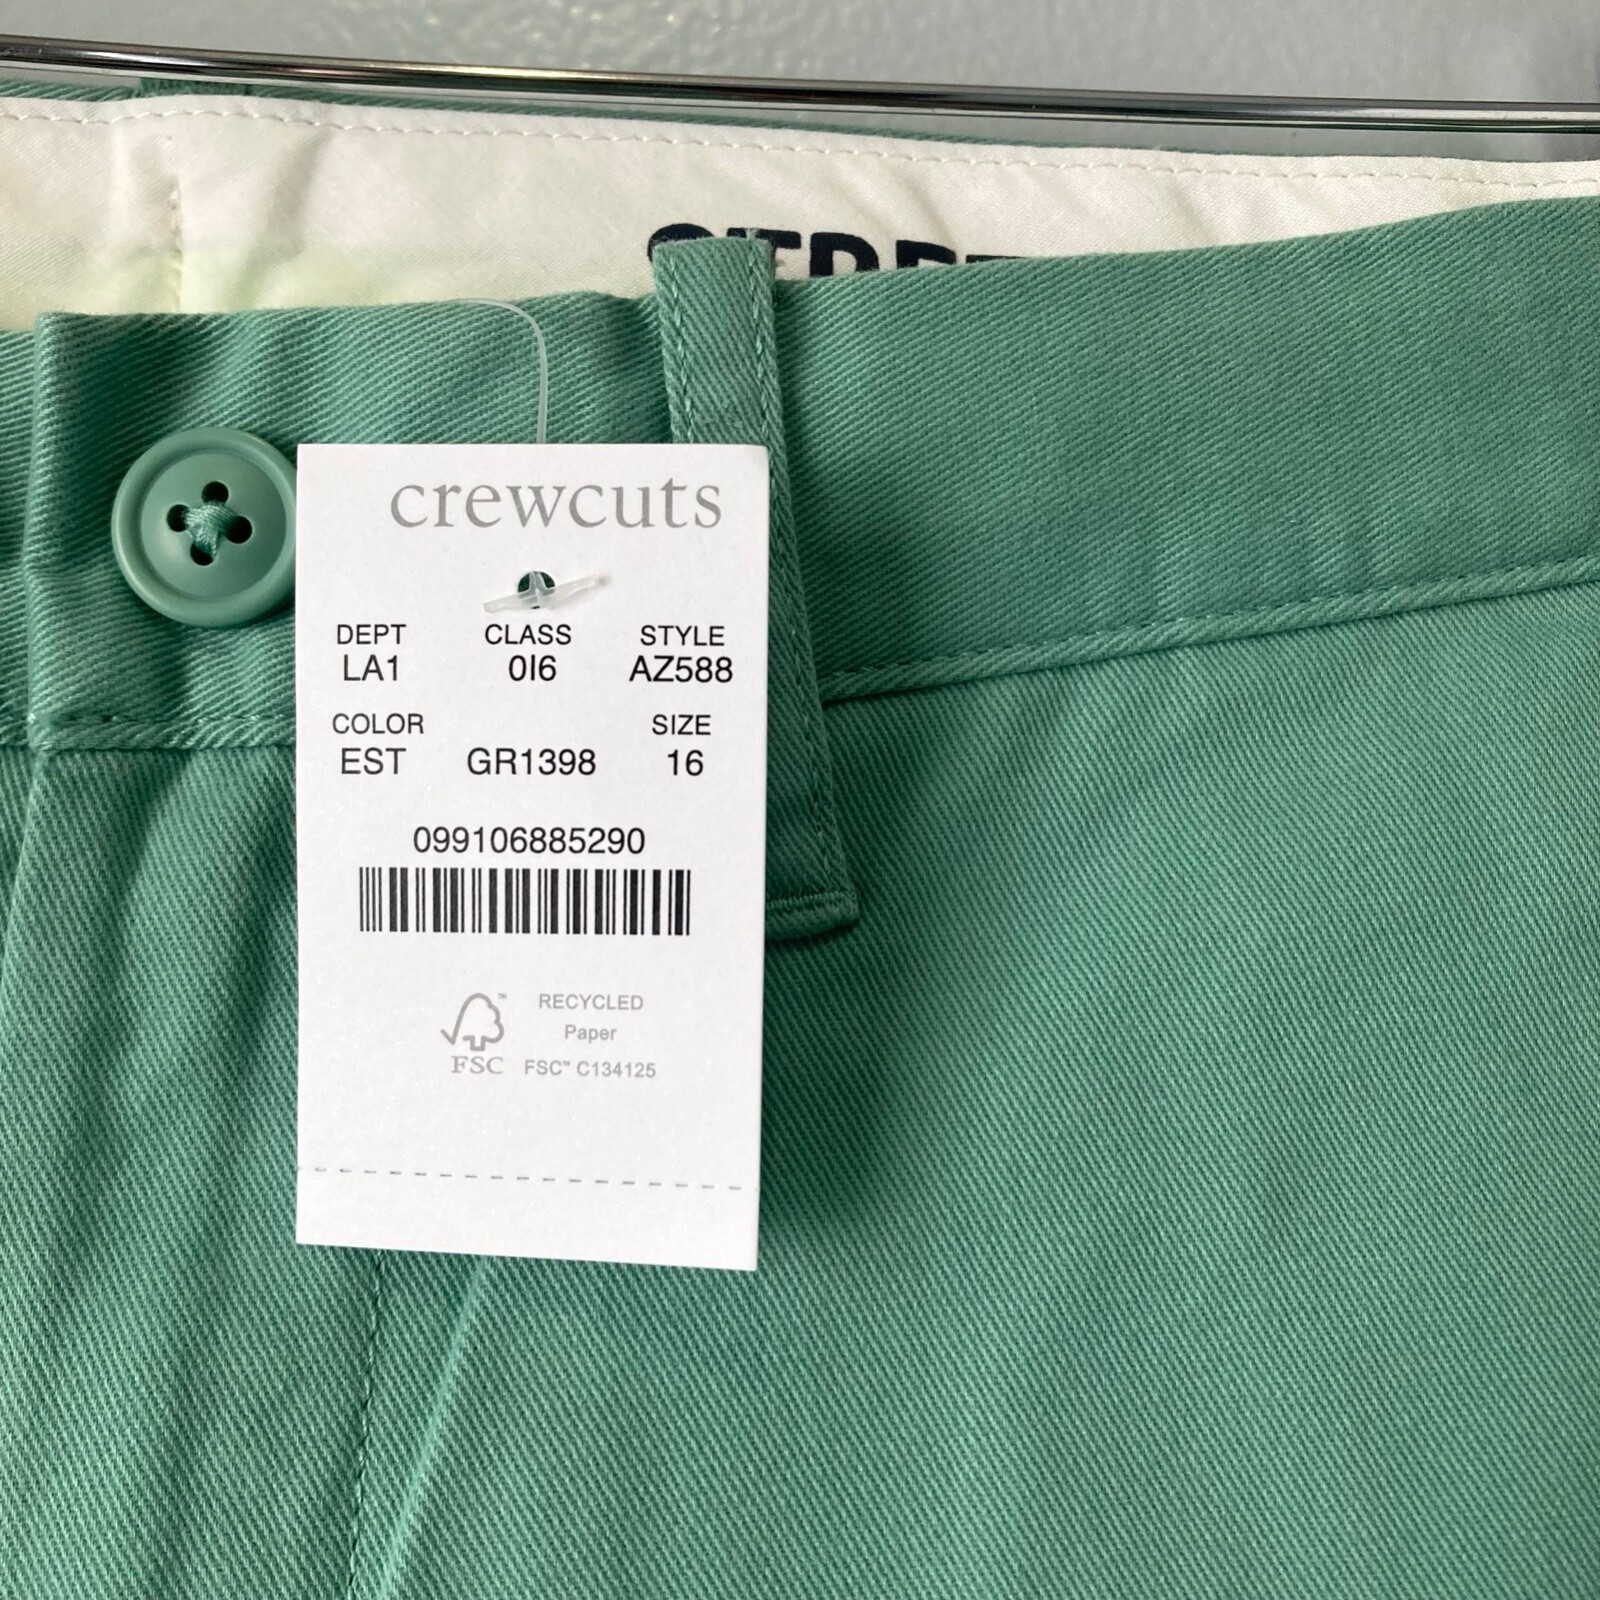 crewcuts
DEPT CLASS STYLE
LA1 0I6 AZ588
COLOR SIZE
EST GR1398 16
099106885290
RECYCLED
Paper
FSC FSC™ C134125